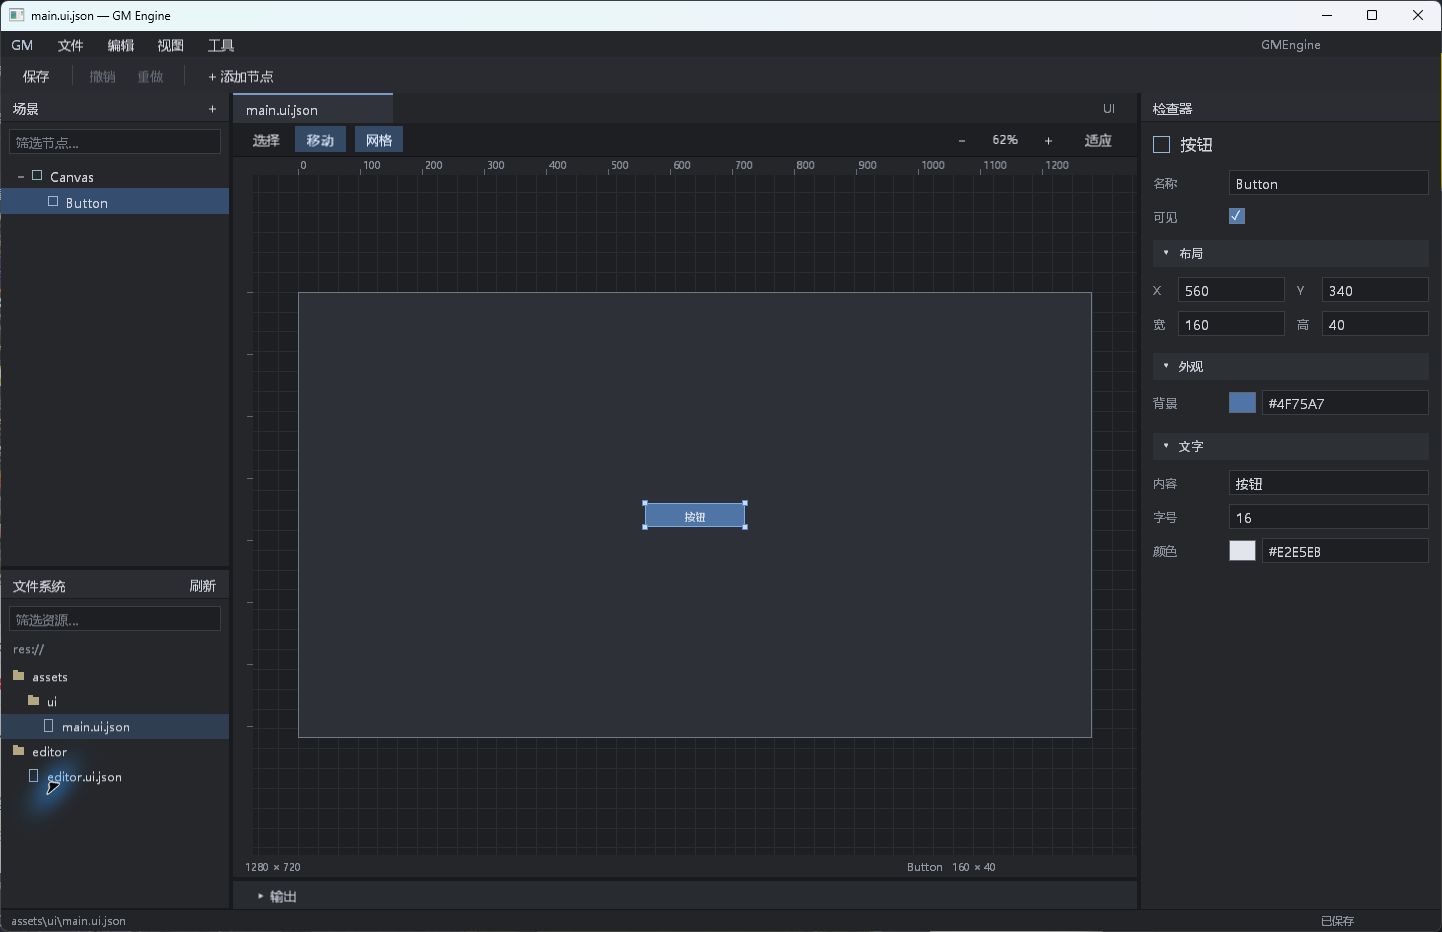 main.ui.json — GM Engine
GM 文件 编辑 视图 工具 GMEngine
保存 撤销 重做 + 添加节点
场景 +
筛选节点...
− Canvas
Button
文件系统 刷新
筛选资源...
res://
assets
ui
main.ui.json
editor
editor.ui.json
main.ui.json UI
选择 移动 网格 − 62% + 适应
0 100 200 300 400 500 600 700 800 900 1000 1100 1200
按钮
1280 × 720 Button 160 × 40
输出
检查器
按钮
名称 Button
可见
布局
X 560 Y 340
宽 160 高 40
外观
背景 #4F75A7
文字
内容 按钮
字号 16
颜色 #E2E5EB
assets\ui\main.ui.json 已保存